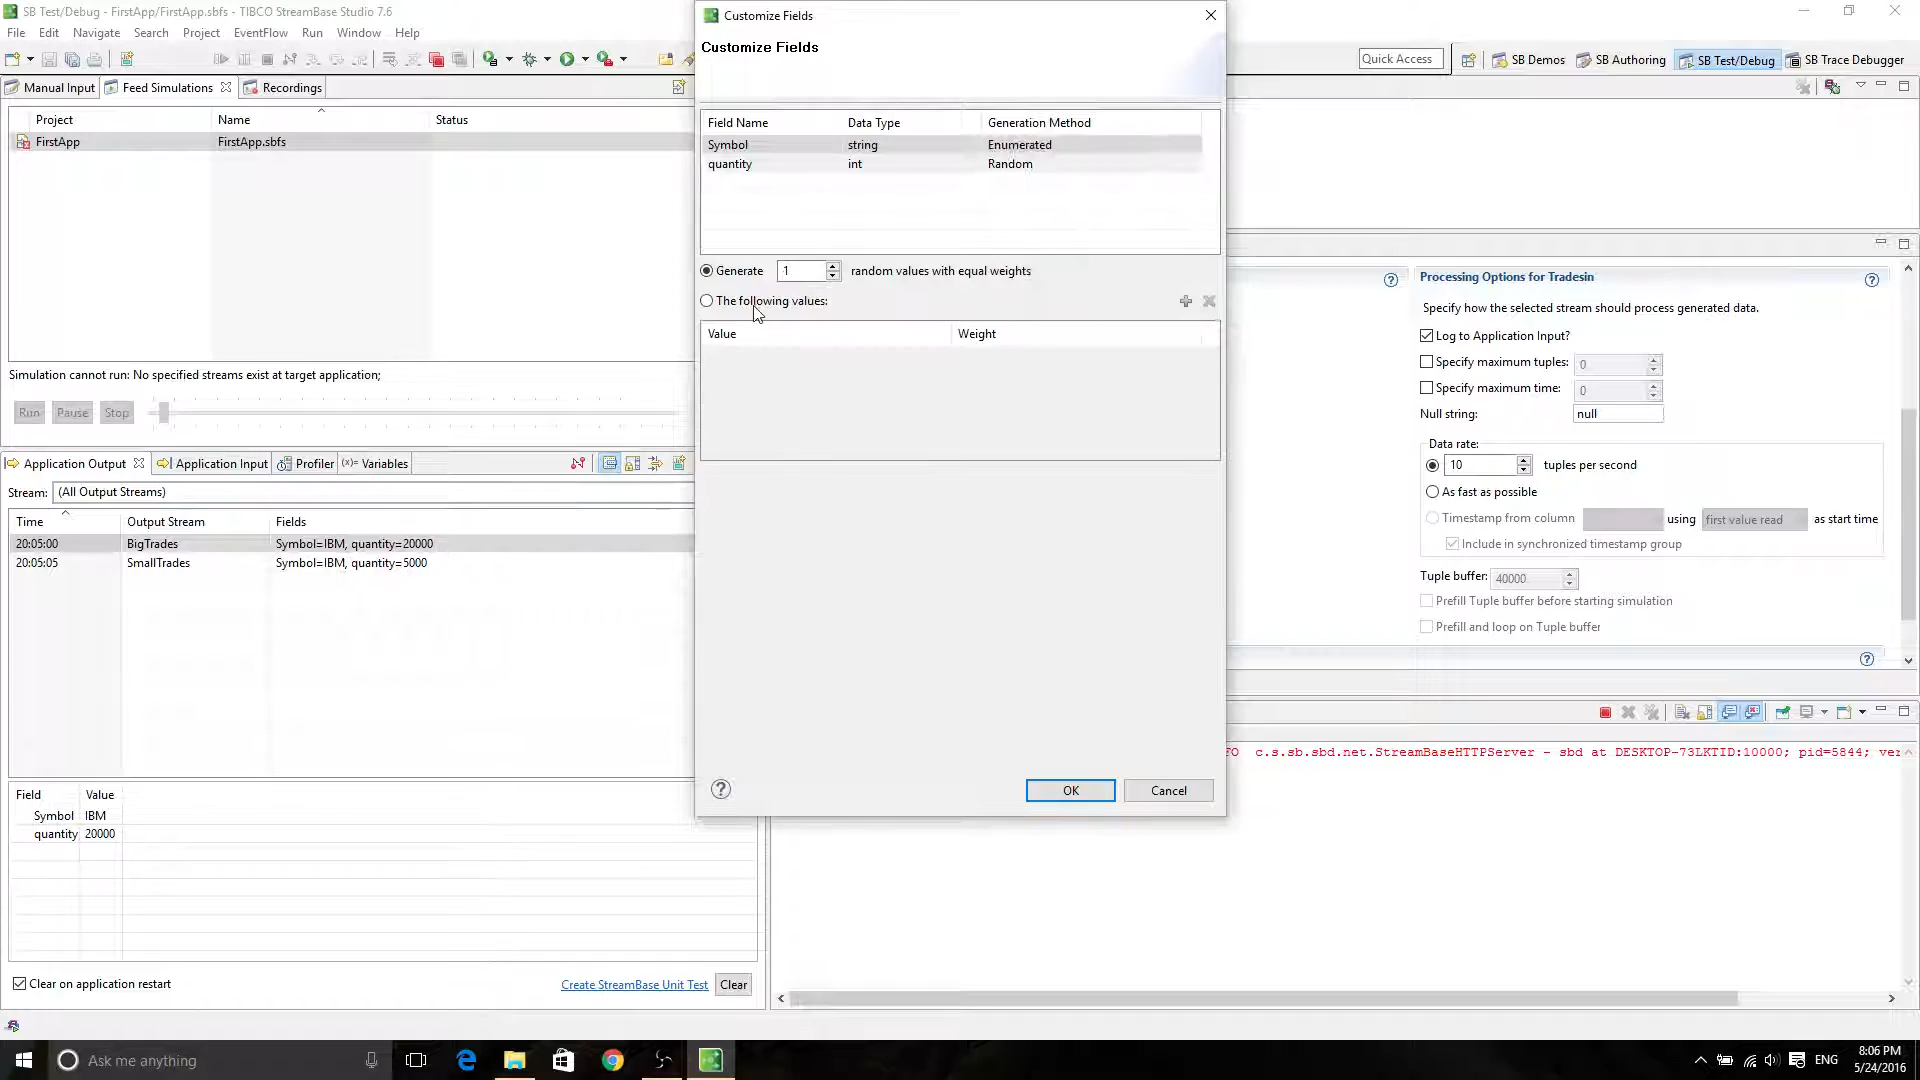 SB Test/Debug - FirstApp/FirstApp.sbfs - TIBCO StreamBase Studio 7.6
File Edit Navigate Search Project EventFlow Run Window Help
Quick Access
SB Demos
SB Authoring
SB Test/Debug
SB Trace Debugger
Manual Input
Feed Simulations
Recordings
Project Name Status
FirstApp FirstApp.sbfs
Simulation cannot run: No specified streams exist at target application;
Run Pause Stop
Application Output
Application Input
Profiler
(x)= Variables
Stream: (All Output Streams)
Time Output Stream Fields
20:05:00 BigTrades Symbol=IBM, quantity=20000
20:05:05 SmallTrades Symbol=IBM, quantity=5000
Field Value
Symbol IBM
quantity 20000
Clear on application restart
Create StreamBase Unit Test
Clear
Customize Fields
Customize Fields
Field Name Data Type Generation Method
Symbol string Enumerated
quantity int Random
Generate 1 random values with equal weights
The following values:
Value Weight
OK
Cancel
Processing Options for Tradesin
Specify how the selected stream should process generated data.
Log to Application Input?
Specify maximum tuples: 0
Specify maximum time: 0
Null string: null
Data rate:
10 tuples per second
As fast as possible
Timestamp from column using first value read as start time
Include in synchronized timestamp group
Tuple buffer: 40000
Prefill Tuple buffer before starting simulation
Prefill and loop on Tuple buffer
FO c.s.sb.sbd.net.StreamBaseHTTPServer - sbd at DESKTOP-73LKTID:10000; pid=5844; ver
Ask me anything
ENG
8:06 PM
5/24/2016